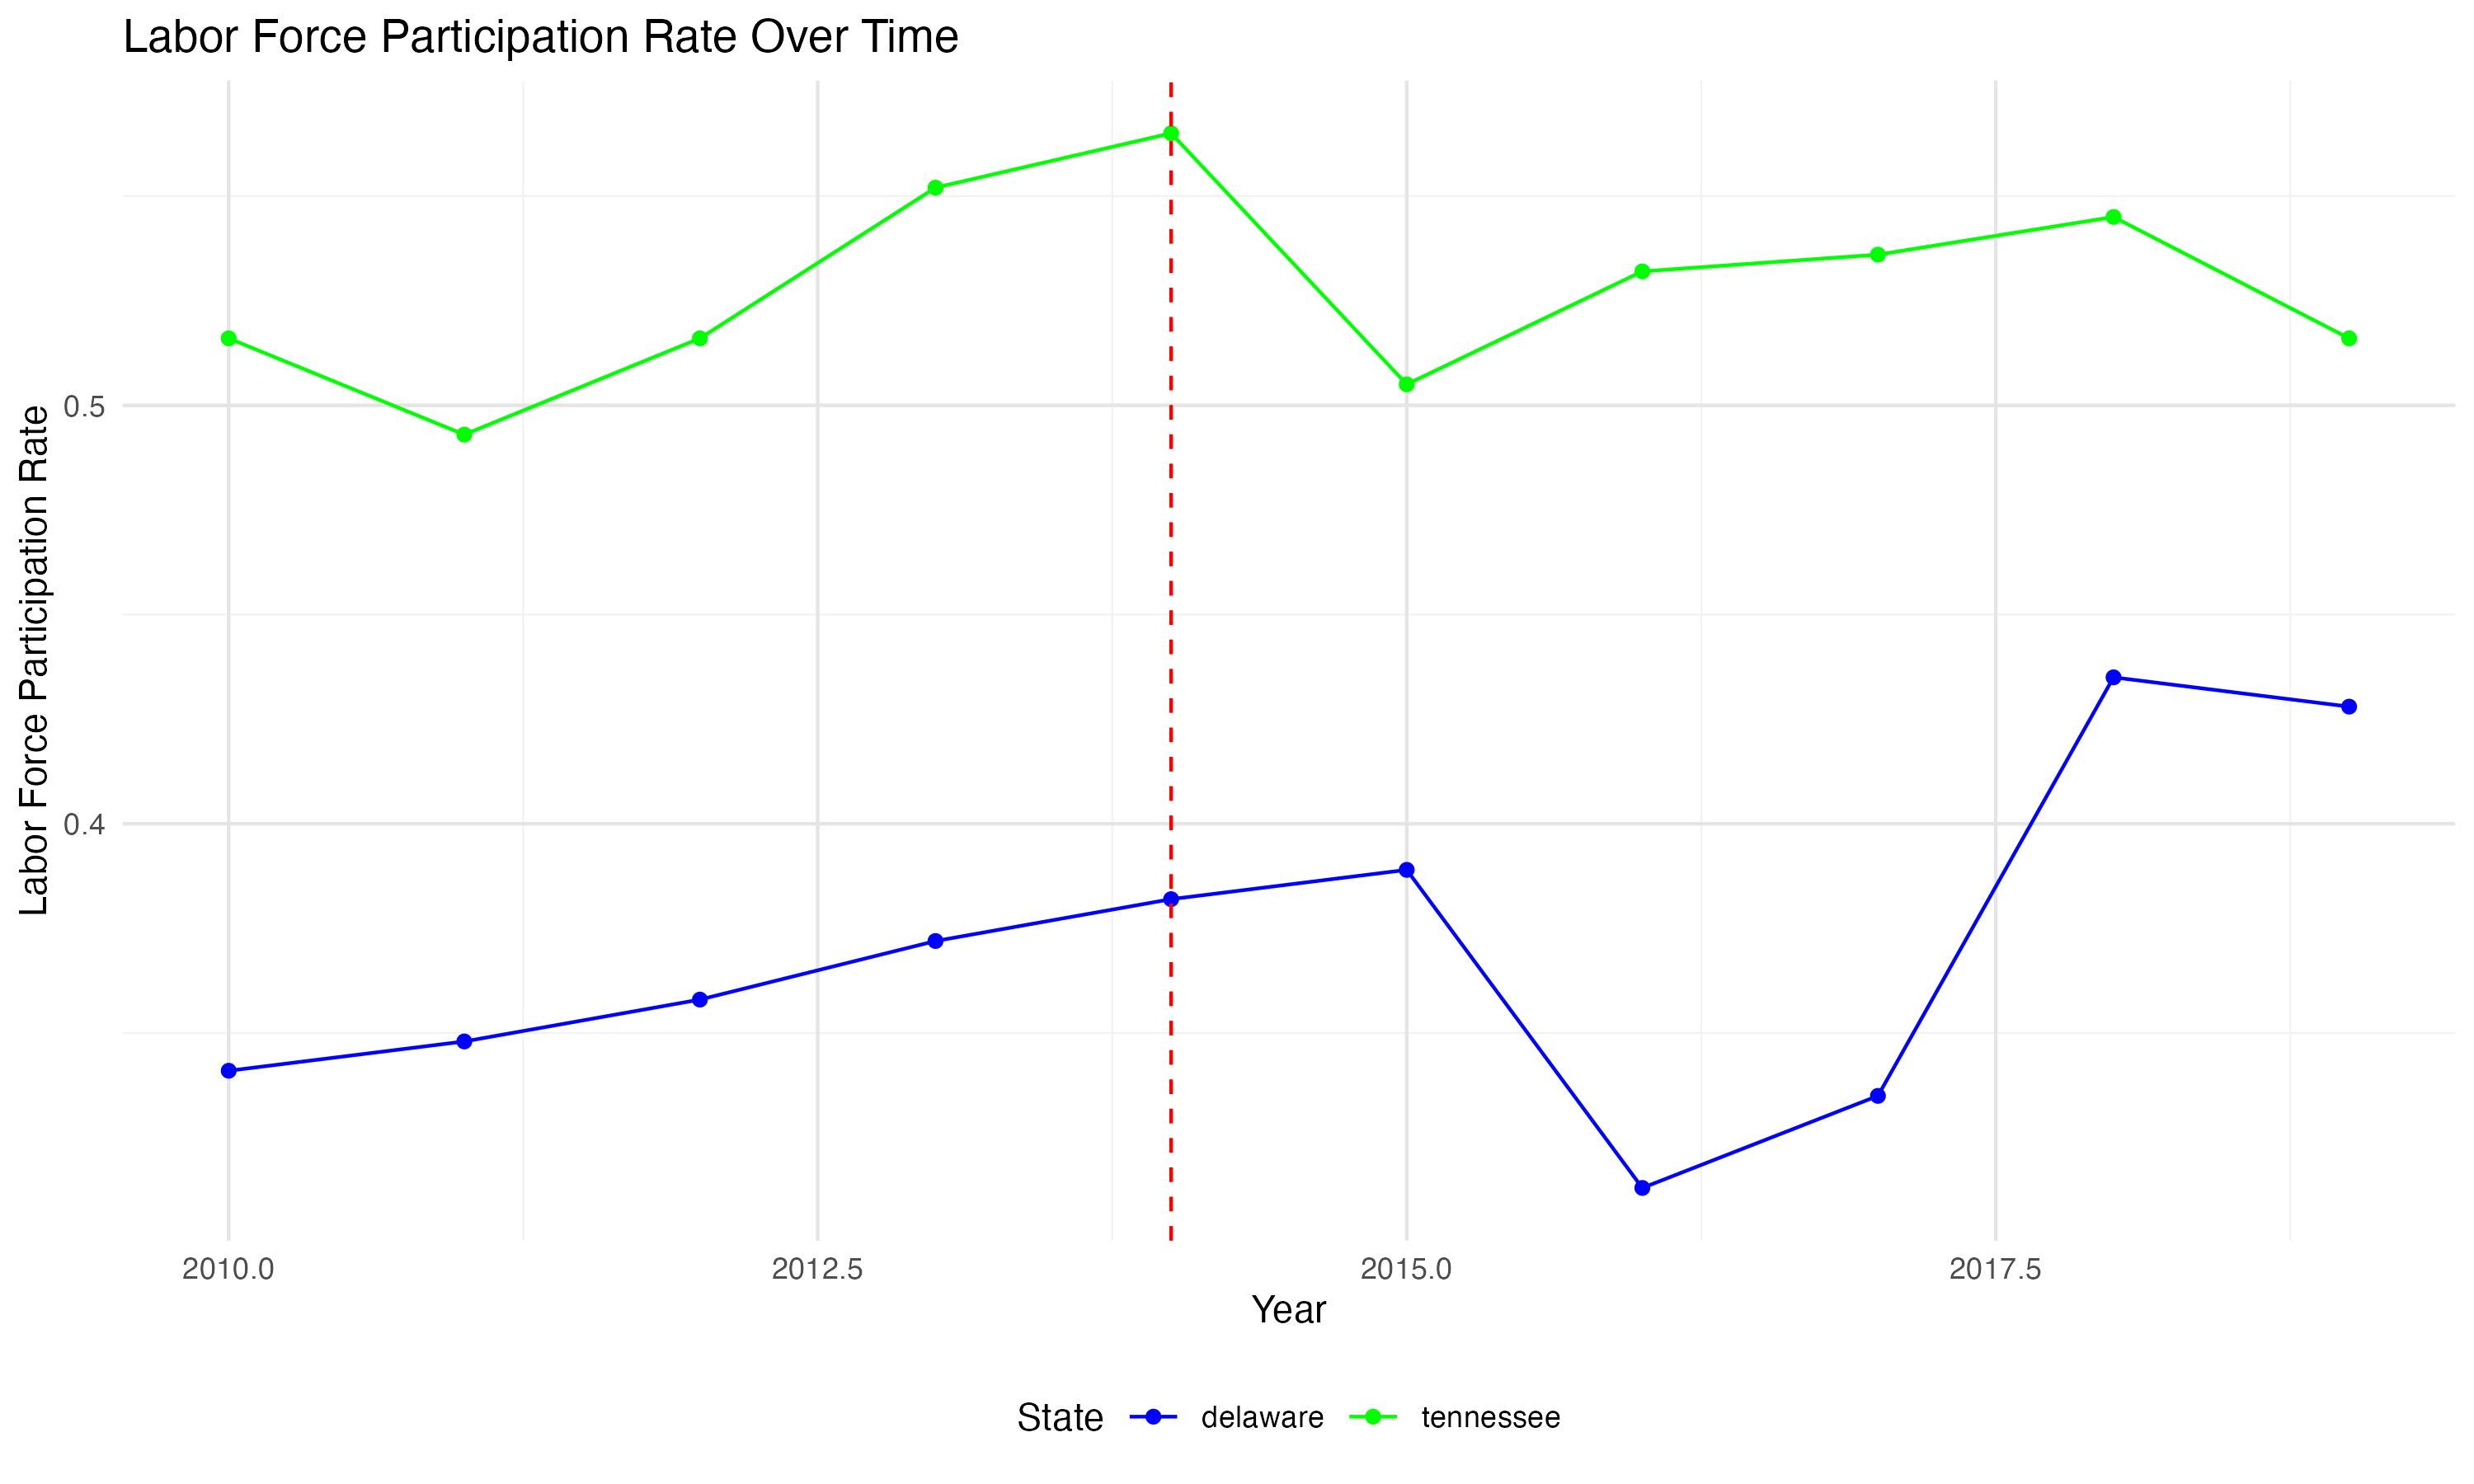 Labor Force Participation Rate Over Time
Labor Force Participation Rate
0.5
0.4
2010.0 2012.5 2015.0 2017.5
Year
State delaware tennessee